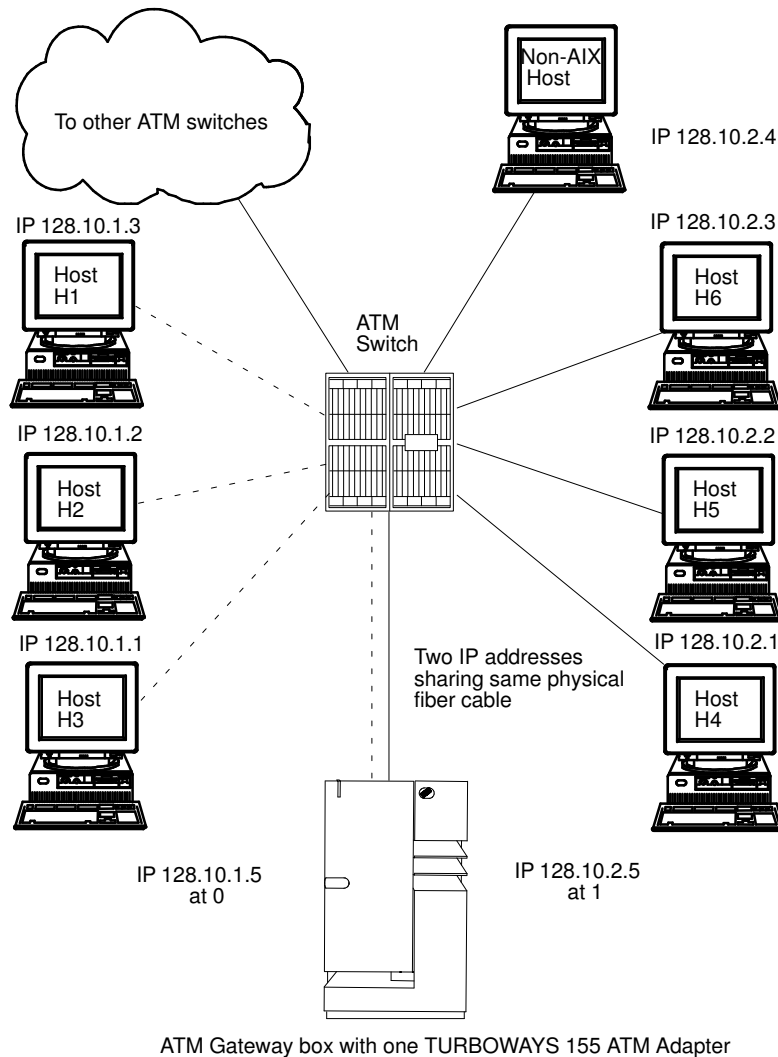 Non-AIX
Host
To other ATM switches
IP 128.10.2.4
IP 128.10.1.3
IP 128.10.2.3
Host
H1
Host
H6
ATM
Switch
IP 128.10.1.2
IP 128.10.2.2
Host
H2
Host
H5
IP 128.10.1.1
IP 128.10.2.1
Two IP addresses
sharing same physical
fiber cable
Host
H3
Host
H4
IP 128.10.1.5
at 0
IP 128.10.2.5
at 1
ATM Gateway box with one TURBOWAYS 155 ATM Adapter